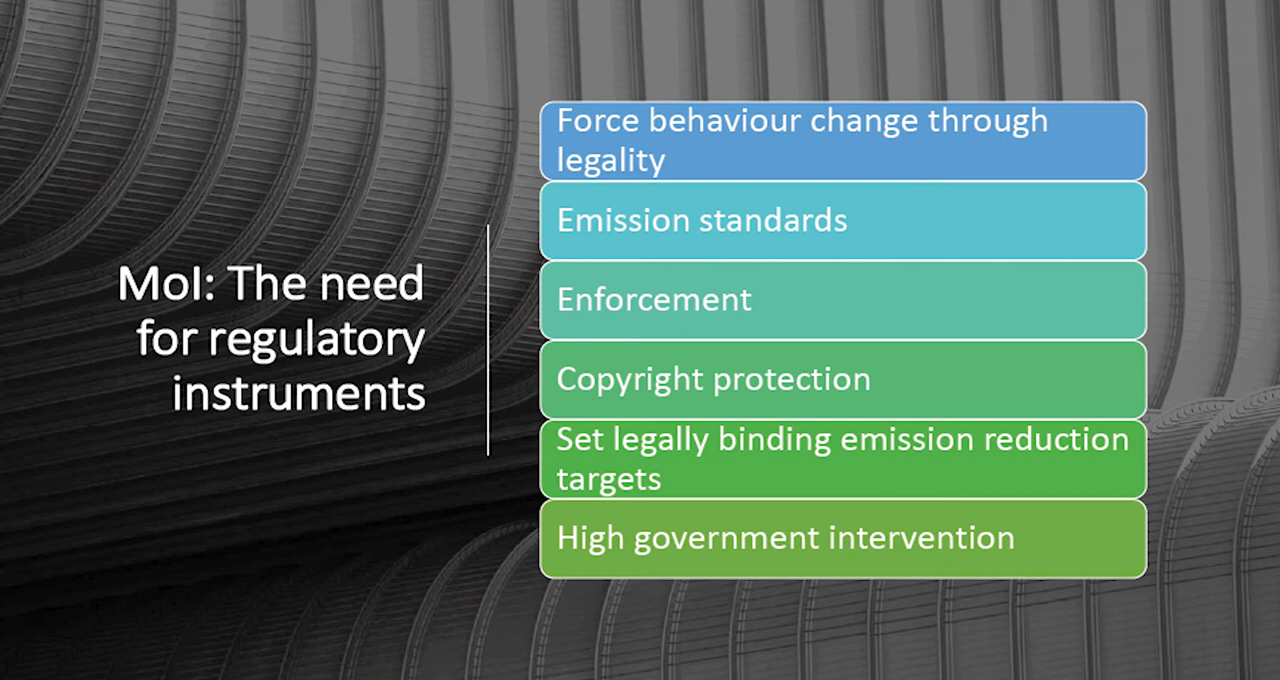 MoI: The need
for regulatory
instruments
Force behaviour change through
legality
Emission standards
Enforcement
Copyright protection
Set legally binding emission reduction
targets
High government intervention